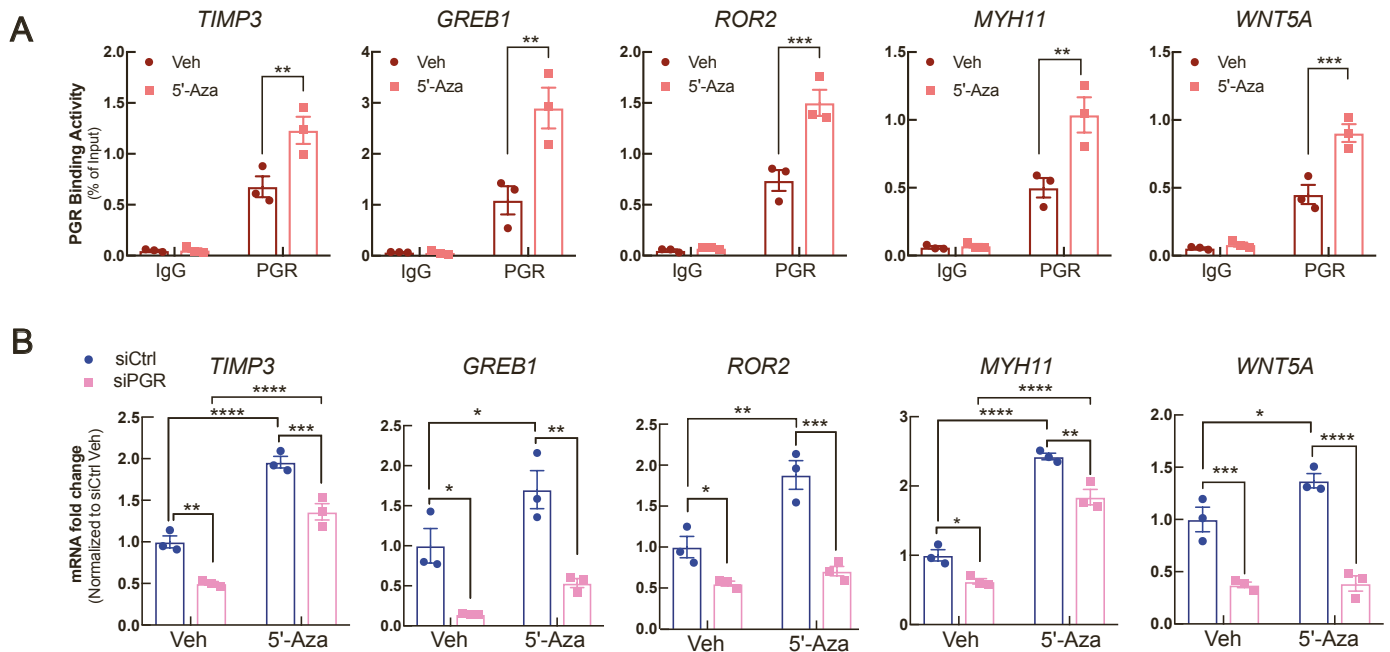 A
TIMP3
GREB1
ROR2
MYH11
WNT5A
PGR Binding Activity
(% of Input)
2.0
1.5
1.0
0.5
0.0
Veh
5'-Aza
**
IgG
PGR
4
3
2
1
0
Veh
5'-Aza
**
IgG
PGR
2.0
1.5
1.0
0.5
0.0
Veh
5'-Aza
***
IgG
PGR
1.5
1.0
0.5
0.0
Veh
5'-Aza
**
IgG
PGR
1.5
1.0
0.5
0.0
Veh
5'-Aza
***
IgG
PGR
B
siCtrl
siPGR
TIMP3
GREB1
ROR2
MYH11
WNT5A
mRNA fold change
(Normalized to siCtrl Veh)
2.5
2.0
1.5
1.0
0.5
0.0
****
****
***
**
Veh
5'-Aza
2.0
1.5
1.0
0.5
0.0
*
**
*
Veh
5'-Aza
2.5
2.0
1.5
1.0
0.5
0.0
**
***
*
Veh
5'-Aza
3
2
1
0
****
****
**
*
Veh
5'-Aza
2.0
1.5
1.0
0.5
0.0
*
****
***
Veh
5'-Aza